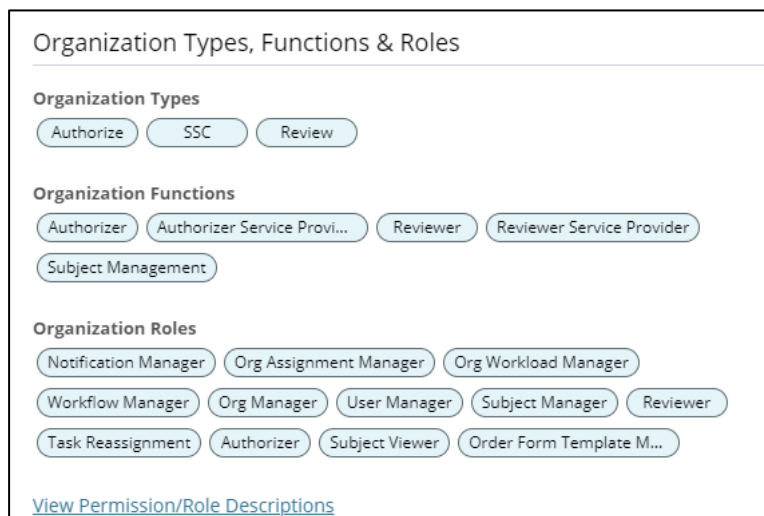 Organization Types, Functions & Roles
Organization Types
Authorize SSC Review
Organization Functions
Authorizer Authorizer Service Provi... Reviewer Reviewer Service Provider
Subject Management
Organization Roles
Notification Manager Org Assignment Manager Org Workload Manager
Workflow Manager Org Manager User Manager Subject Manager Reviewer
Task Reassignment Authorizer Subject Viewer Order Form Template M...
View Permission/Role Descriptions